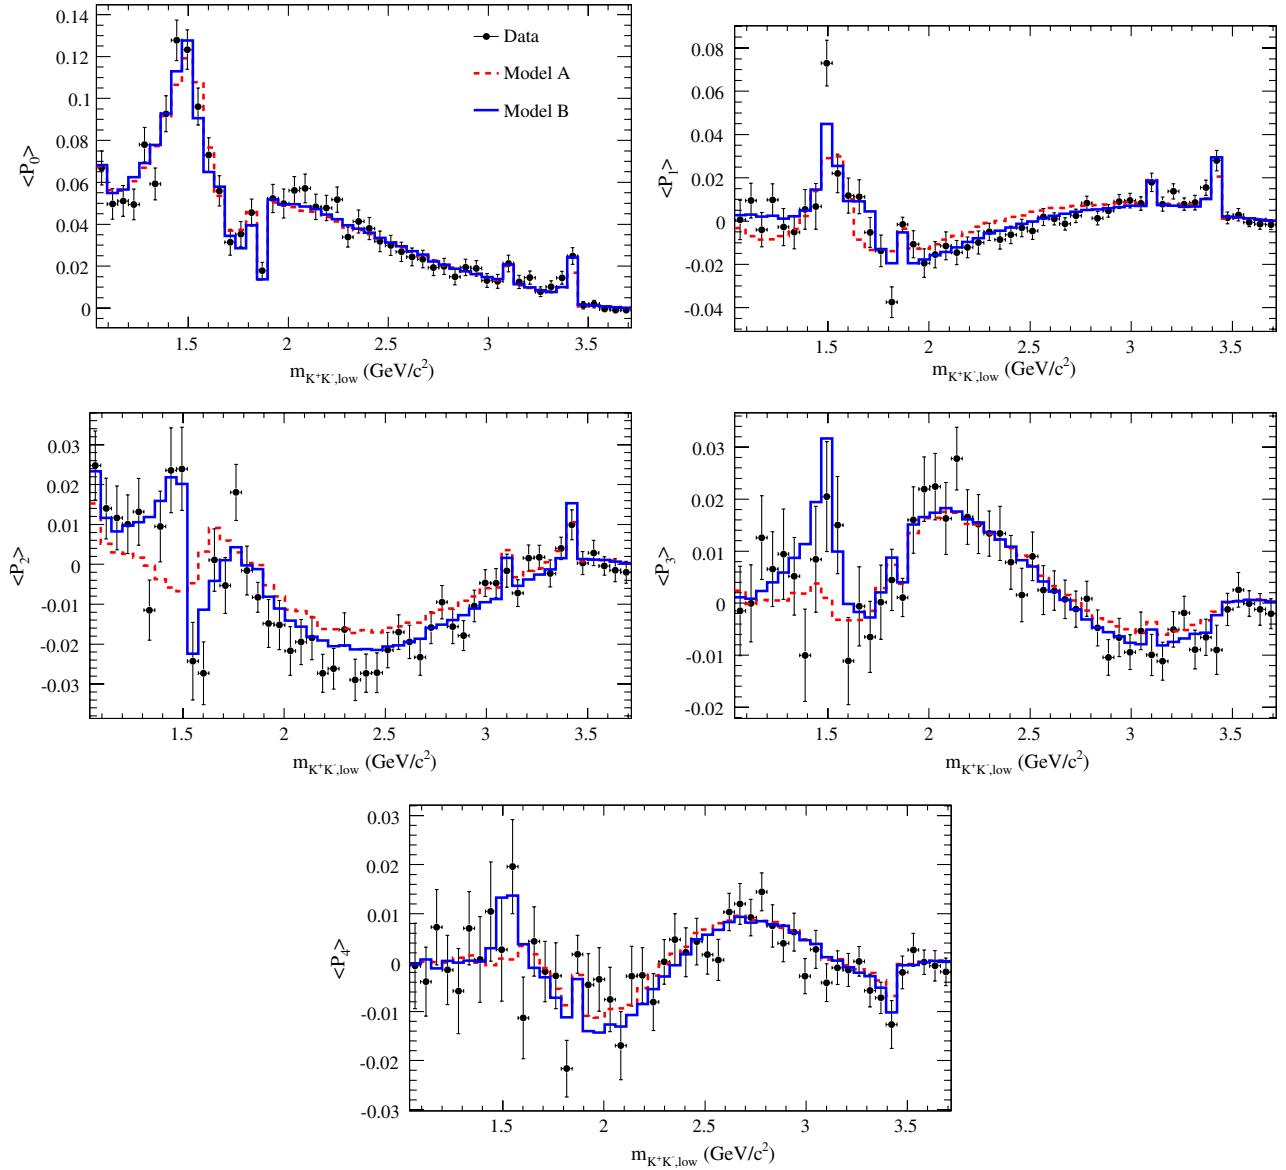 <P₀>
0.14
0.12
0.1
0.08
0.06
0.04
0.02
0
Data
Model A
Model B
1.5 2 2.5 3 3.5
m_{K⁺K⁻,low} (GeV/c²)
<P₁>
0.08
0.06
0.04
0.02
0
-0.02
-0.04
1.5 2 2.5 3 3.5
m_{K⁺K⁻,low} (GeV/c²)
<P₂>
0.03
0.02
0.01
0
-0.01
-0.02
-0.03
1.5 2 2.5 3 3.5
m_{K⁺K⁻,low} (GeV/c²)
<P₃>
0.03
0.02
0.01
0
-0.01
-0.02
1.5 2 2.5 3 3.5
m_{K⁺K⁻,low} (GeV/c²)
<P₄>
0.03
0.02
0.01
0
-0.01
-0.02
-0.03
1.5 2 2.5 3 3.5
m_{K⁺K⁻,low} (GeV/c²)